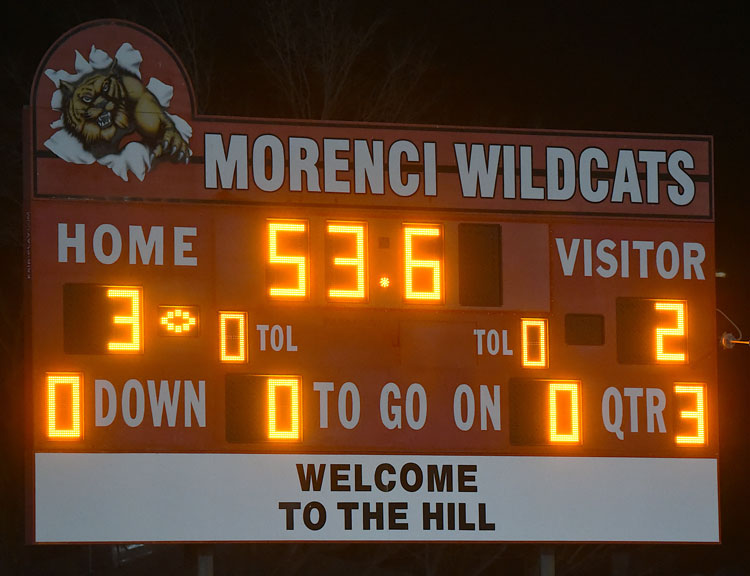 MORENCI WILDCATS
HOME 53.6 VISITOR
3 0 TOL TOL 0 2
0 DOWN 0 TO GO ON 0 QTR 3
WELCOME
TO THE HILL